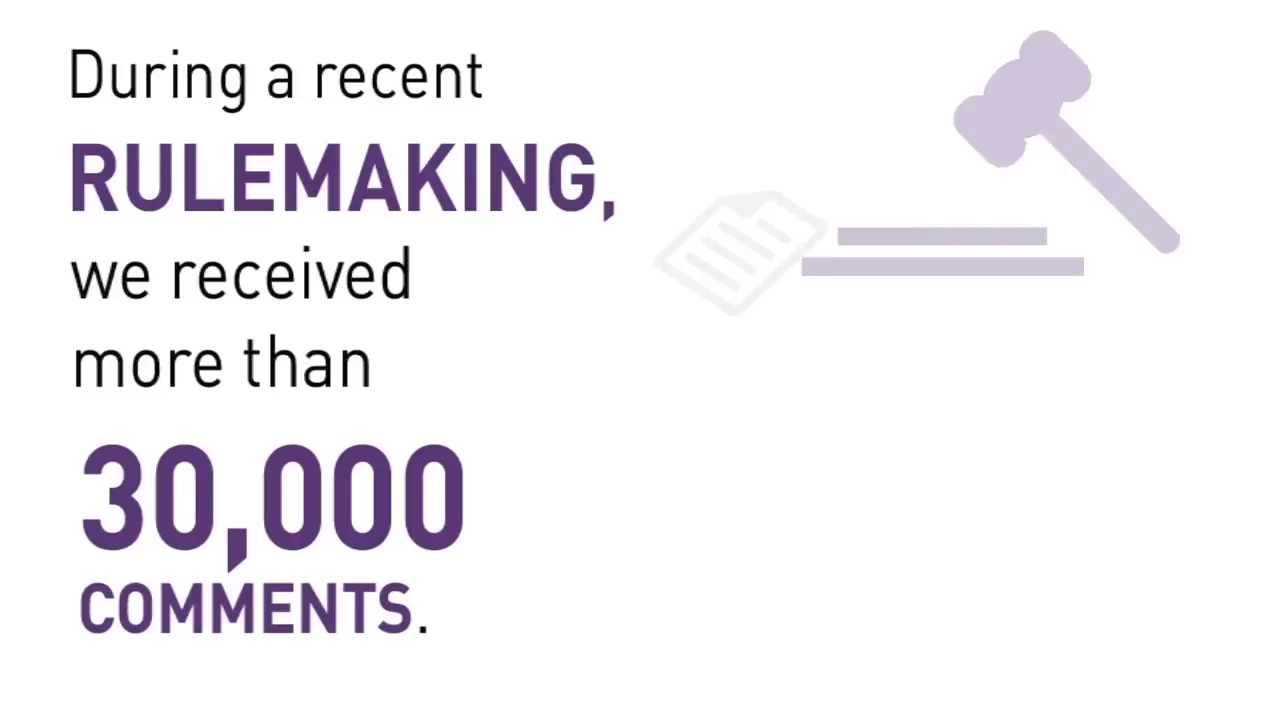 During a recent
RULEMAKING,
we received
more than
30,000
COMMENTS.